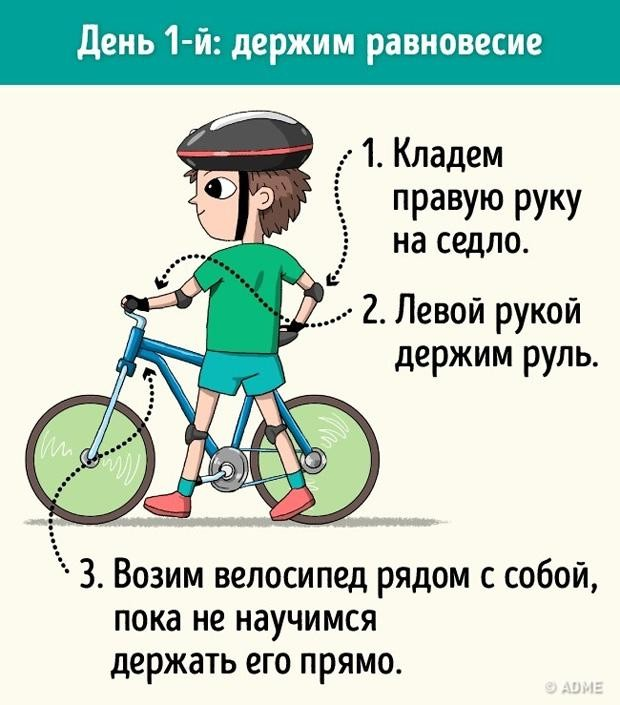 День 1-й: держим равновесие
1. Кладем
правую руку
на седло.
2. Левой рукой
держим руль.
3. Возим велосипед рядом с собой,
пока не научимся
держать его прямо.
© ADME